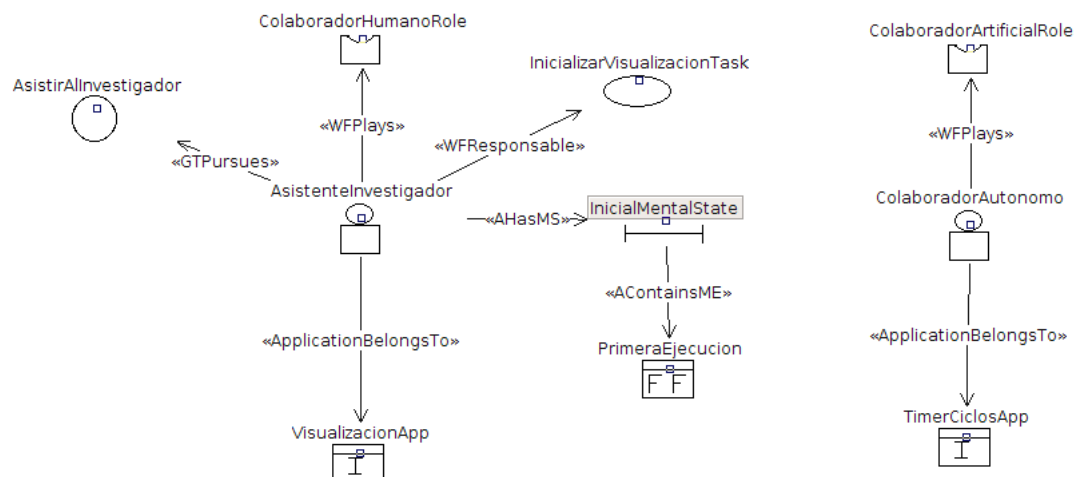 ColaboradorHumanoRole
ColaboradorArtificialRole
AsistirAlInvestigador
InicializarVisualizacionTask
«WFPlays»
«WFPlays»
«GTPursues»
«WFResponsable»
AsistenteInvestigador
ColaboradorAutonomo
InicialMentalState
«AHasMS»
«AContainsME»
«ApplicationBelongsTo»
«ApplicationBelongsTo»
PrimeraEjecucion
F F
VisualizacionApp
I
TimerCiclosApp
I